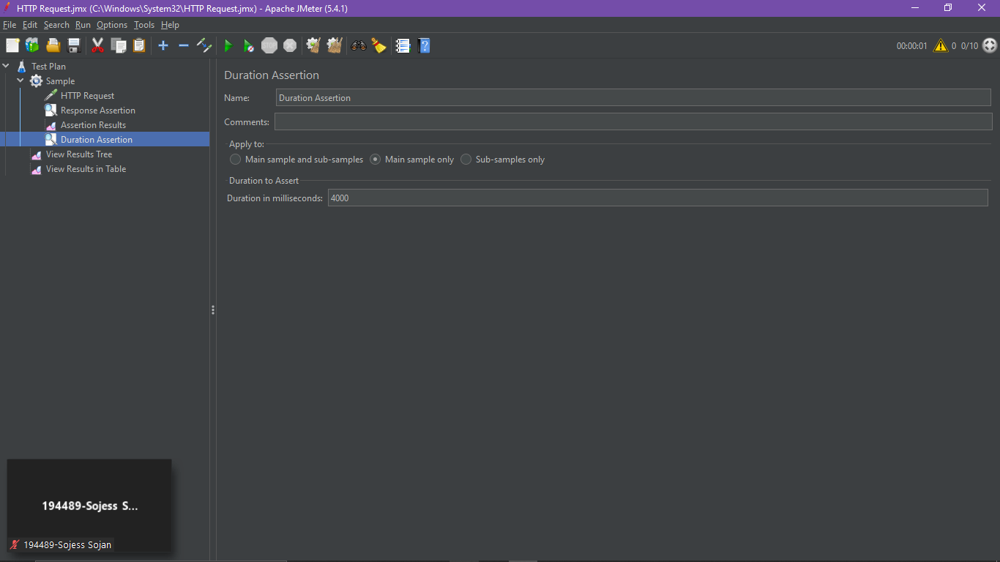 HTTP Request.jmx (C:\Windows\System32\HTTP Request.jmx) - Apache JMeter (5.4.1)
File Edit Search Run Options Tools Help
STOP
00:00:01 0 0/10
Test Plan
Sample
HTTP Request
Response Assertion
Assertion Results
Duration Assertion
View Results Tree
View Results in Table
Duration Assertion
Name: Duration Assertion
Comments:
Apply to:
Main sample and sub-samples Main sample only Sub-samples only
Duration to Assert
Duration in milliseconds: 4000
194489-Sojess S...
194489-Sojess Sojan